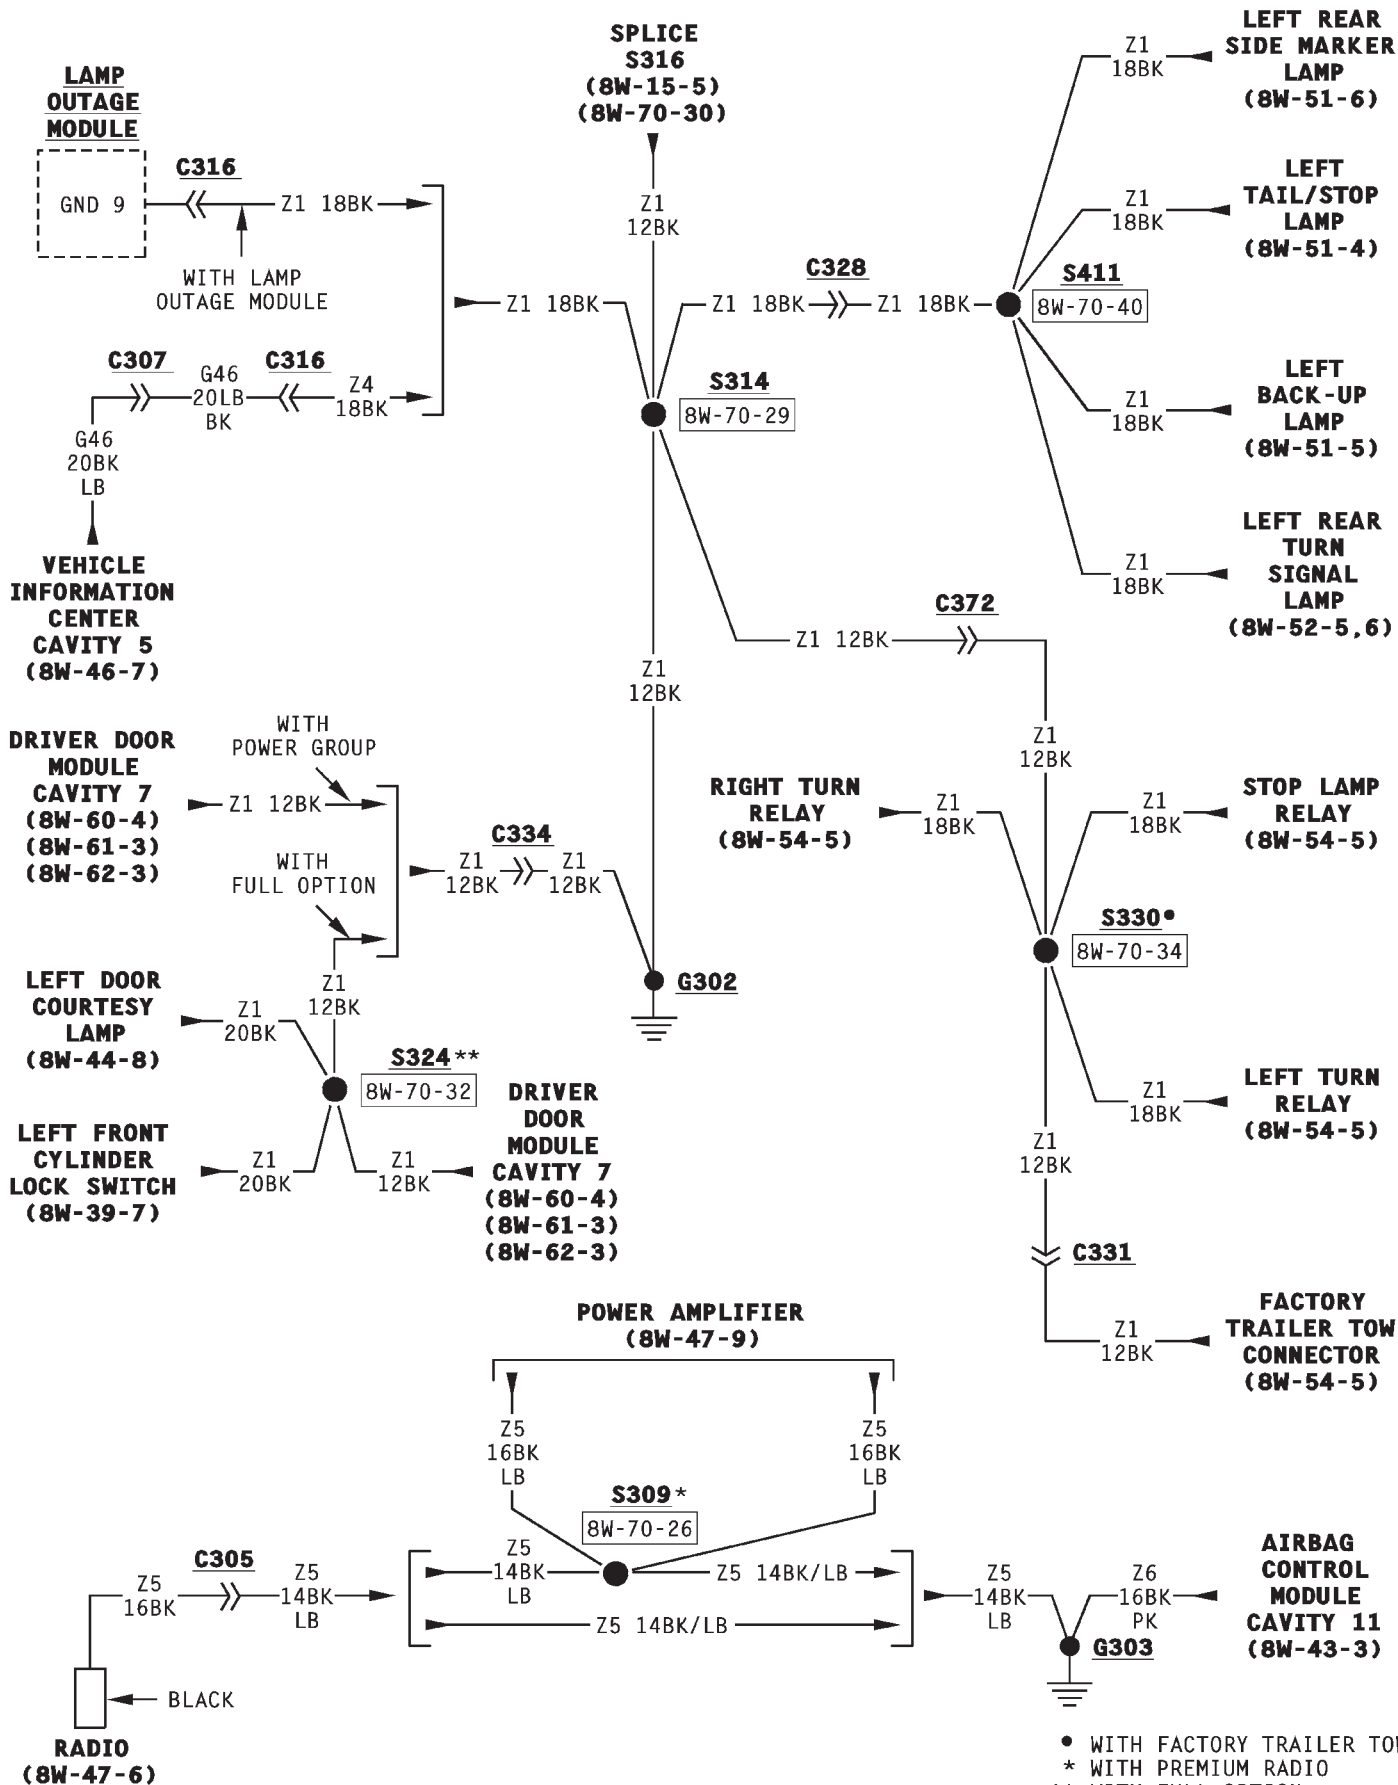 LAMP
OUTAGE
MODULE
GND 9
C316
Z1 18BK
WITH LAMP
OUTAGE MODULE
C307
G46
20LB
BK
C316
Z4
18BK
G46
20BK
LB
VEHICLE
INFORMATION
CENTER
CAVITY 5
(8W-46-7)
SPLICE
S316
(8W-15-5)
(8W-70-30)
Z1
12BK
Z1 18BK
S314
8W-70-29
Z1 18BK
C328
Z1 18BK
S411
8W-70-40
Z1
18BK
LEFT REAR
SIDE MARKER
LAMP
(8W-51-6)
Z1
18BK
LEFT
TAIL/STOP
LAMP
(8W-51-4)
Z1
18BK
LEFT
BACK-UP
LAMP
(8W-51-5)
Z1
18BK
LEFT REAR
TURN
SIGNAL
LAMP
(8W-52-5,6)
Z1
12BK
Z1 12BK
C372
Z1
12BK
DRIVER DOOR
MODULE
CAVITY 7
(8W-60-4)
(8W-61-3)
(8W-62-3)
WITH
POWER GROUP
Z1 12BK
WITH
FULL OPTION
Z1
12BK
C334
Z1
12BK
G302
RIGHT TURN
RELAY
(8W-54-5)
Z1
18BK
Z1
18BK
STOP LAMP
RELAY
(8W-54-5)
S330●
8W-70-34
LEFT DOOR
COURTESY
LAMP
(8W-44-8)
Z1
20BK
Z1
12BK
S324**
8W-70-32
LEFT FRONT
CYLINDER
LOCK SWITCH
(8W-39-7)
Z1
20BK
Z1
12BK
DRIVER
DOOR
MODULE
CAVITY 7
(8W-60-4)
(8W-61-3)
(8W-62-3)
Z1
18BK
LEFT TURN
RELAY
(8W-54-5)
Z1
12BK
C331
Z1
12BK
FACTORY
TRAILER TOW
CONNECTOR
(8W-54-5)
POWER AMPLIFIER
(8W-47-9)
Z5
16BK
LB
Z5
16BK
LB
S309*
8W-70-26
Z5
16BK
C305
Z5
14BK
LB
Z5
14BK
LB
Z5 14BK/LB
Z5 14BK/LB
Z5
14BK
LB
Z6
16BK
PK
G303
AIRBAG
CONTROL
MODULE
CAVITY 11
(8W-43-3)
BLACK
RADIO
(8W-47-6)
● WITH FACTORY TRAILER
* WITH PREMIUM RADIO